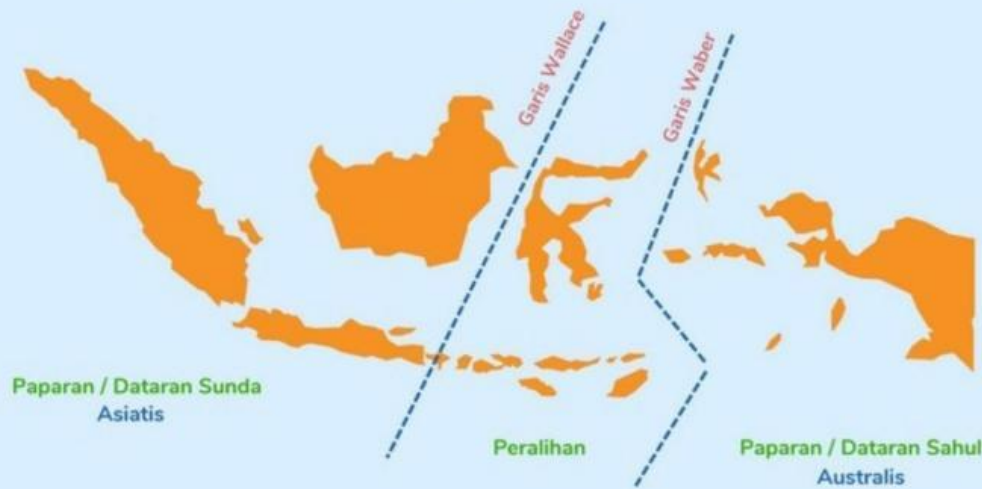 Garis Wallace
Garis Waber
Paparan / Dataran Sunda
Asiatis
Peralihan
Paparan / Dataran Sahul
Australis